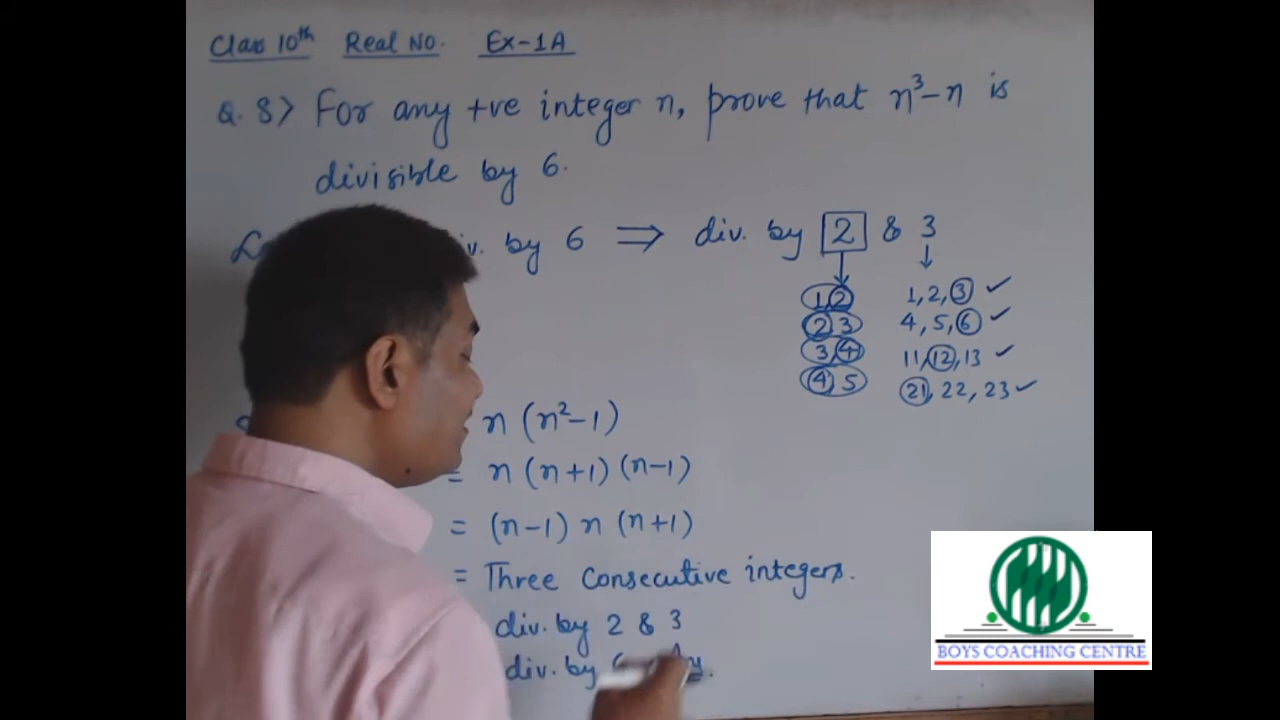 Class 10th Real No. Ex-1A
Q. 8> For any +ve integer n, prove that n³-n is
divisible by 6.
div. by 6 ⟹ div. by 2 & 3
1, 2
2, 3
3, 4
4, 5
1, 2, 3 ✓
4, 5, 6 ✓
11, 12, 13 ✓
21, 22, 23 ✓
n (n²-1)
= n (n+1) (n-1)
= (n-1) n (n+1)
= Three consecutive integers.
div. by 2 & 3
div. by 6
BOYS COACHING CENTRE